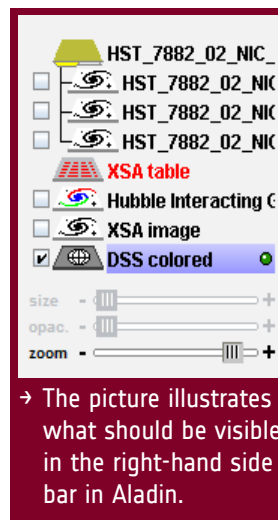 HST_7882_02_NIC_
HST_7882_02_NIC
HST_7882_02_NIC
HST_7882_02_NIC
XSA table
Hubble Interacting G
XSA image
DSS colored
size - +
opac. - +
zoom - +
→ The picture illustrates
what should be visible
in the right-hand side
bar in Aladin.